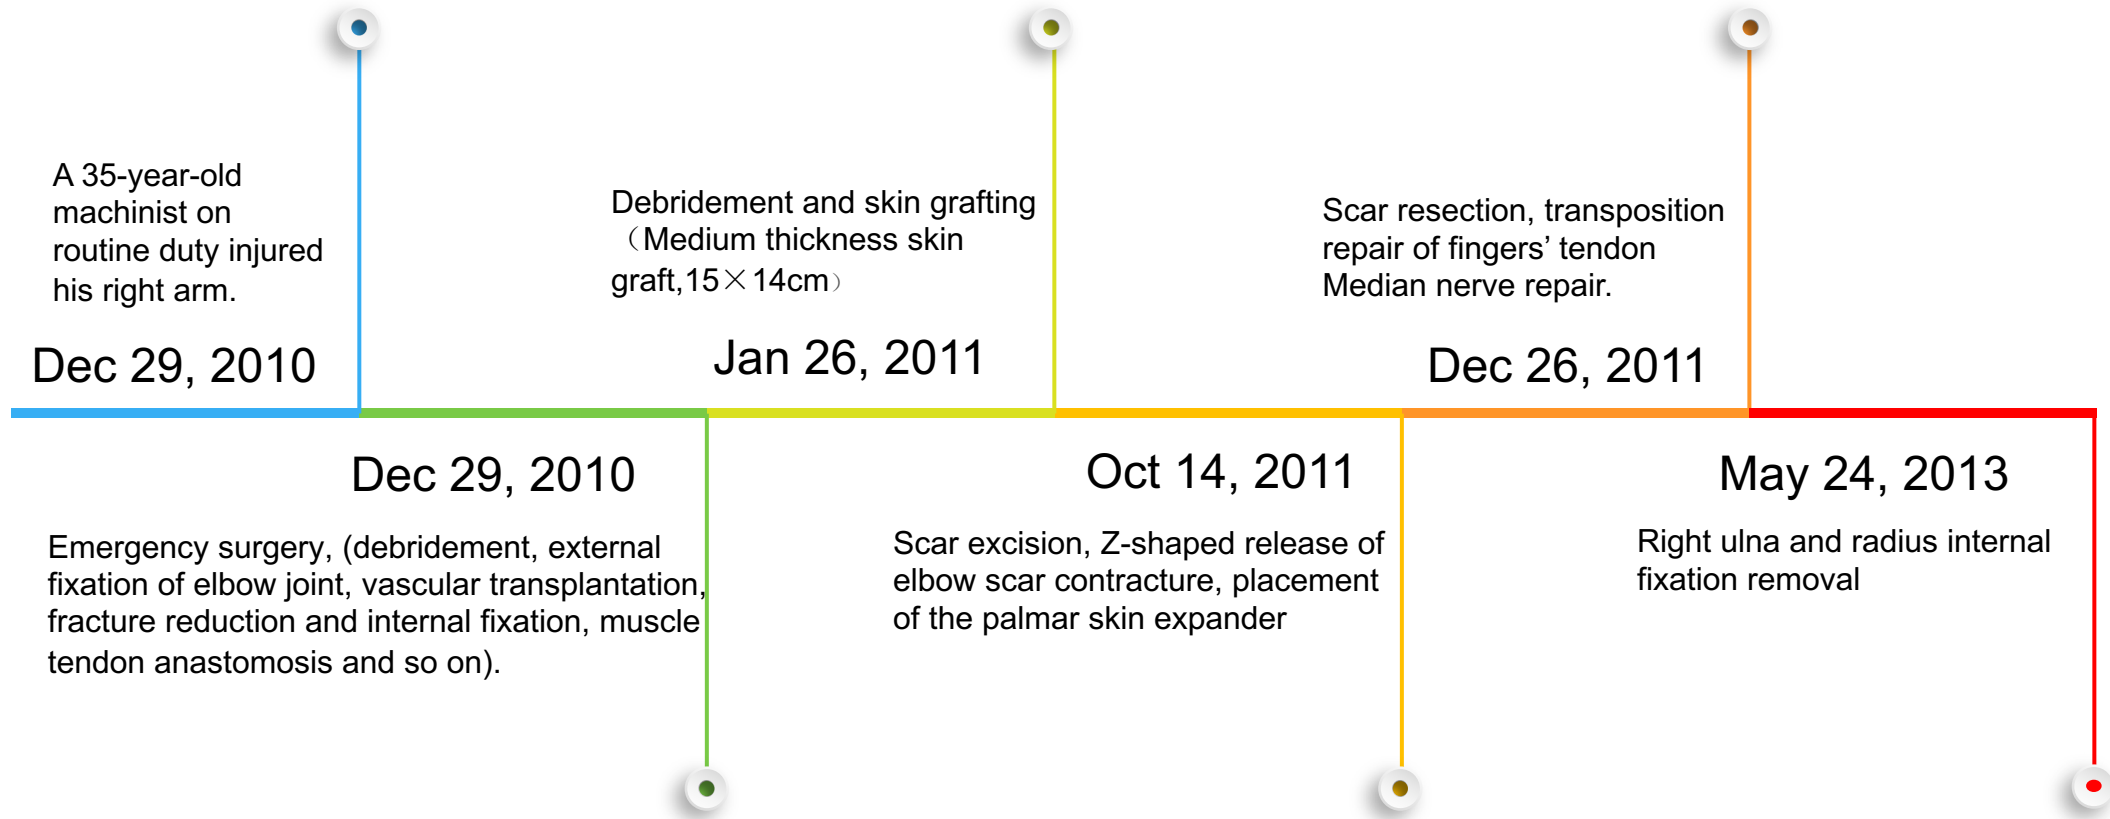 A 35-year-old
machinist on
routine duty injured
his right arm.
Dec 29, 2010
Dec 29, 2010
Emergency surgery, (debridement, external
fixation of elbow joint, vascular transplantation,
fracture reduction and internal fixation, muscle
tendon anastomosis and so on).
Debridement and skin grafting
（Medium thickness skin
graft,15×14cm）
Jan 26, 2011
Oct 14, 2011
Scar excision, Z-shaped release of
elbow scar contracture, placement
of the palmar skin expander
Scar resection, transposition
repair of fingers’ tendon
Median nerve repair.
Dec 26, 2011
May 24, 2013
Right ulna and radius internal
fixation removal